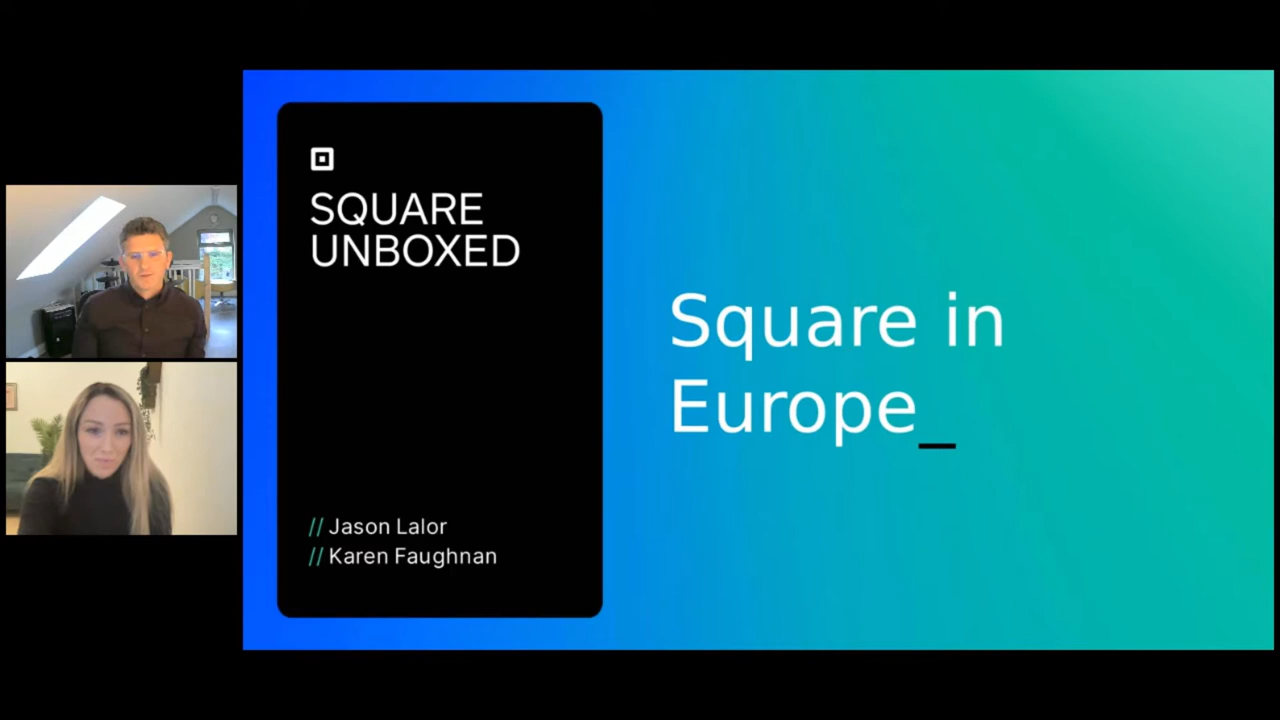 SQUARE
UNBOXED
// Jason Lalor
// Karen Faughnan
Square in
Europe_